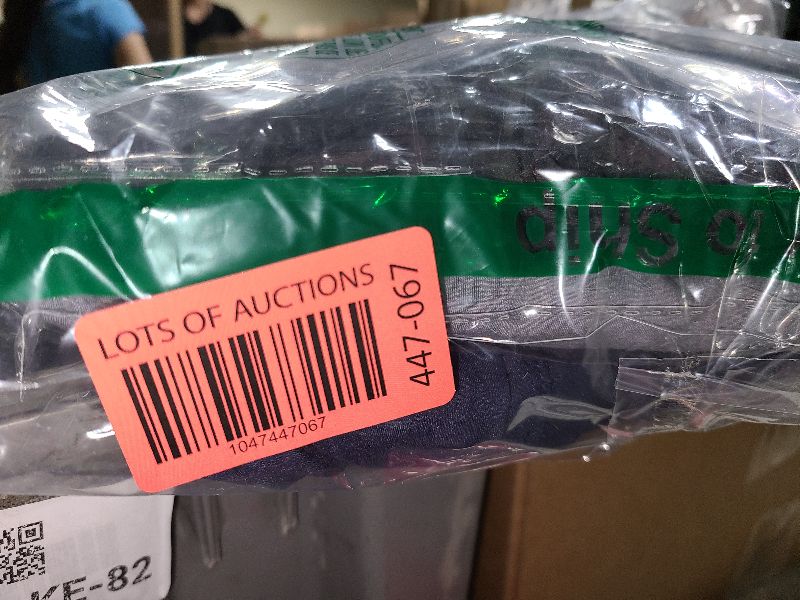 to Ship
LOTS OF AUCTIONS
447-067
1047447067
KE-82